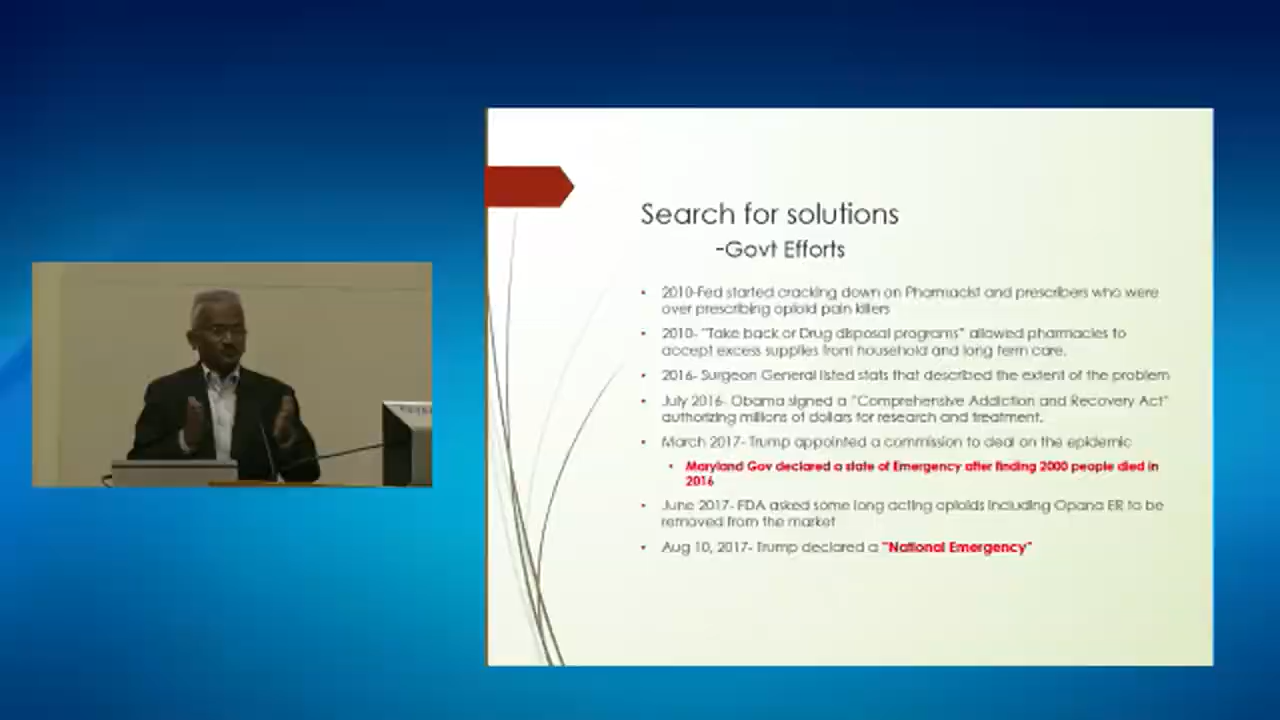 Search for solutions
-Govt Efforts
• 2010-Fed started cracking down on Pharmacist and prescribers who were
over prescribing opioid pain killers
• 2010- "Take back or Drug disposal programs" allowed pharmacies to
accept excess supplies from household and long term care.
• 2016- Surgeon General listed stats that described the extent of the problem
• July 2016- Obama signed a "Comprehensive Addiction and Recovery Act"
authorizing millions of dollars for research and treatment.
• March 2017- Trump appointed a commission to deal on the epidemic
• Maryland Gov declared a state of Emergency after finding 2000 people died in
2016
• June 2017- FDA asked some long acting opioids including Opana ER to be
removed from the market
• Aug 10, 2017- Trump declared a "National Emergency"